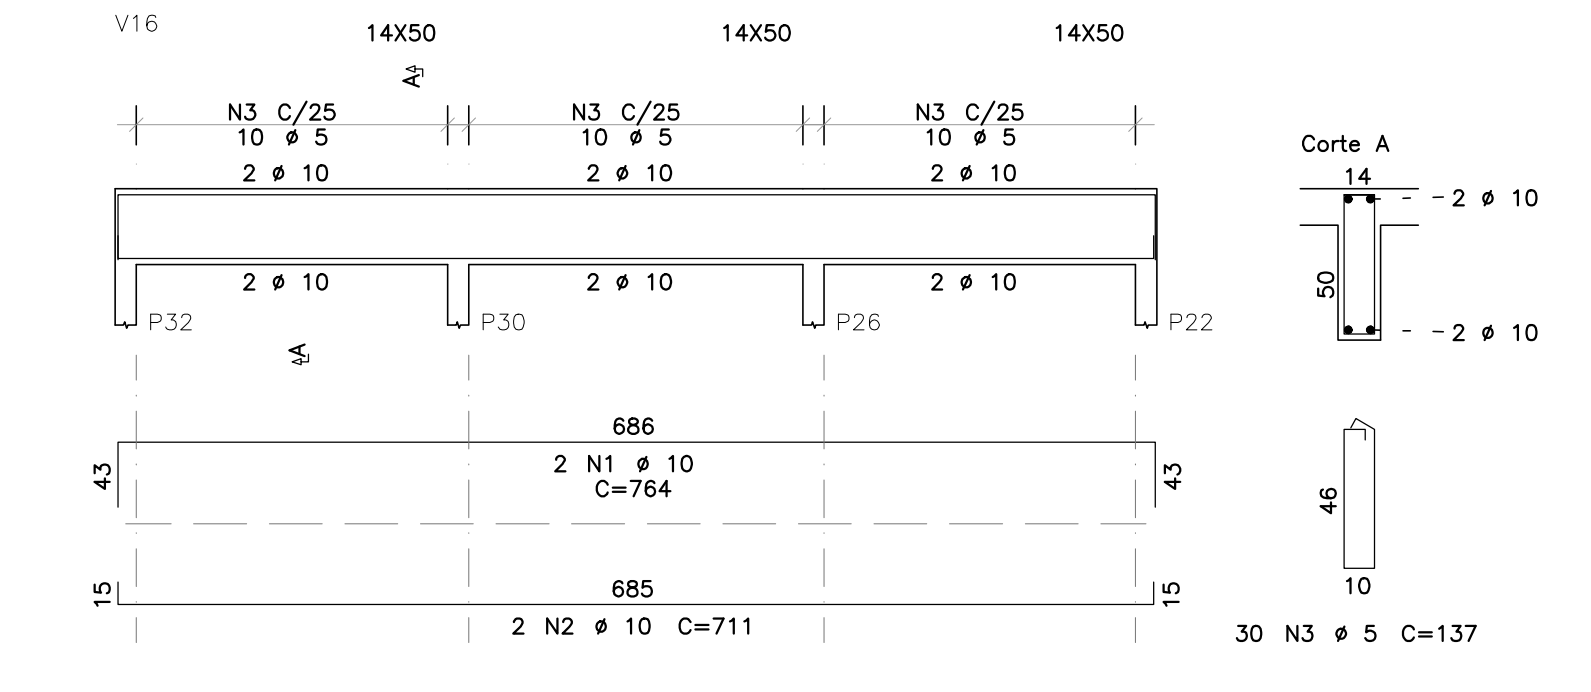 V16
14X50 14X50 14X50
A
N3 C/25 N3 C/25 N3 C/25
10 ø 5 10 ø 5 10 ø 5
2 ø 10 2 ø 10 2 ø 10
2 ø 10 2 ø 10 2 ø 10
P32 P30 P26 P22
A
686
43 43
2 N1 ø 10
C=764
685
15 15
2 N2 ø 10 C=711
Corte A
14
2 ø 10
50
2 ø 10
46
10
30 N3 ø 5 C=137